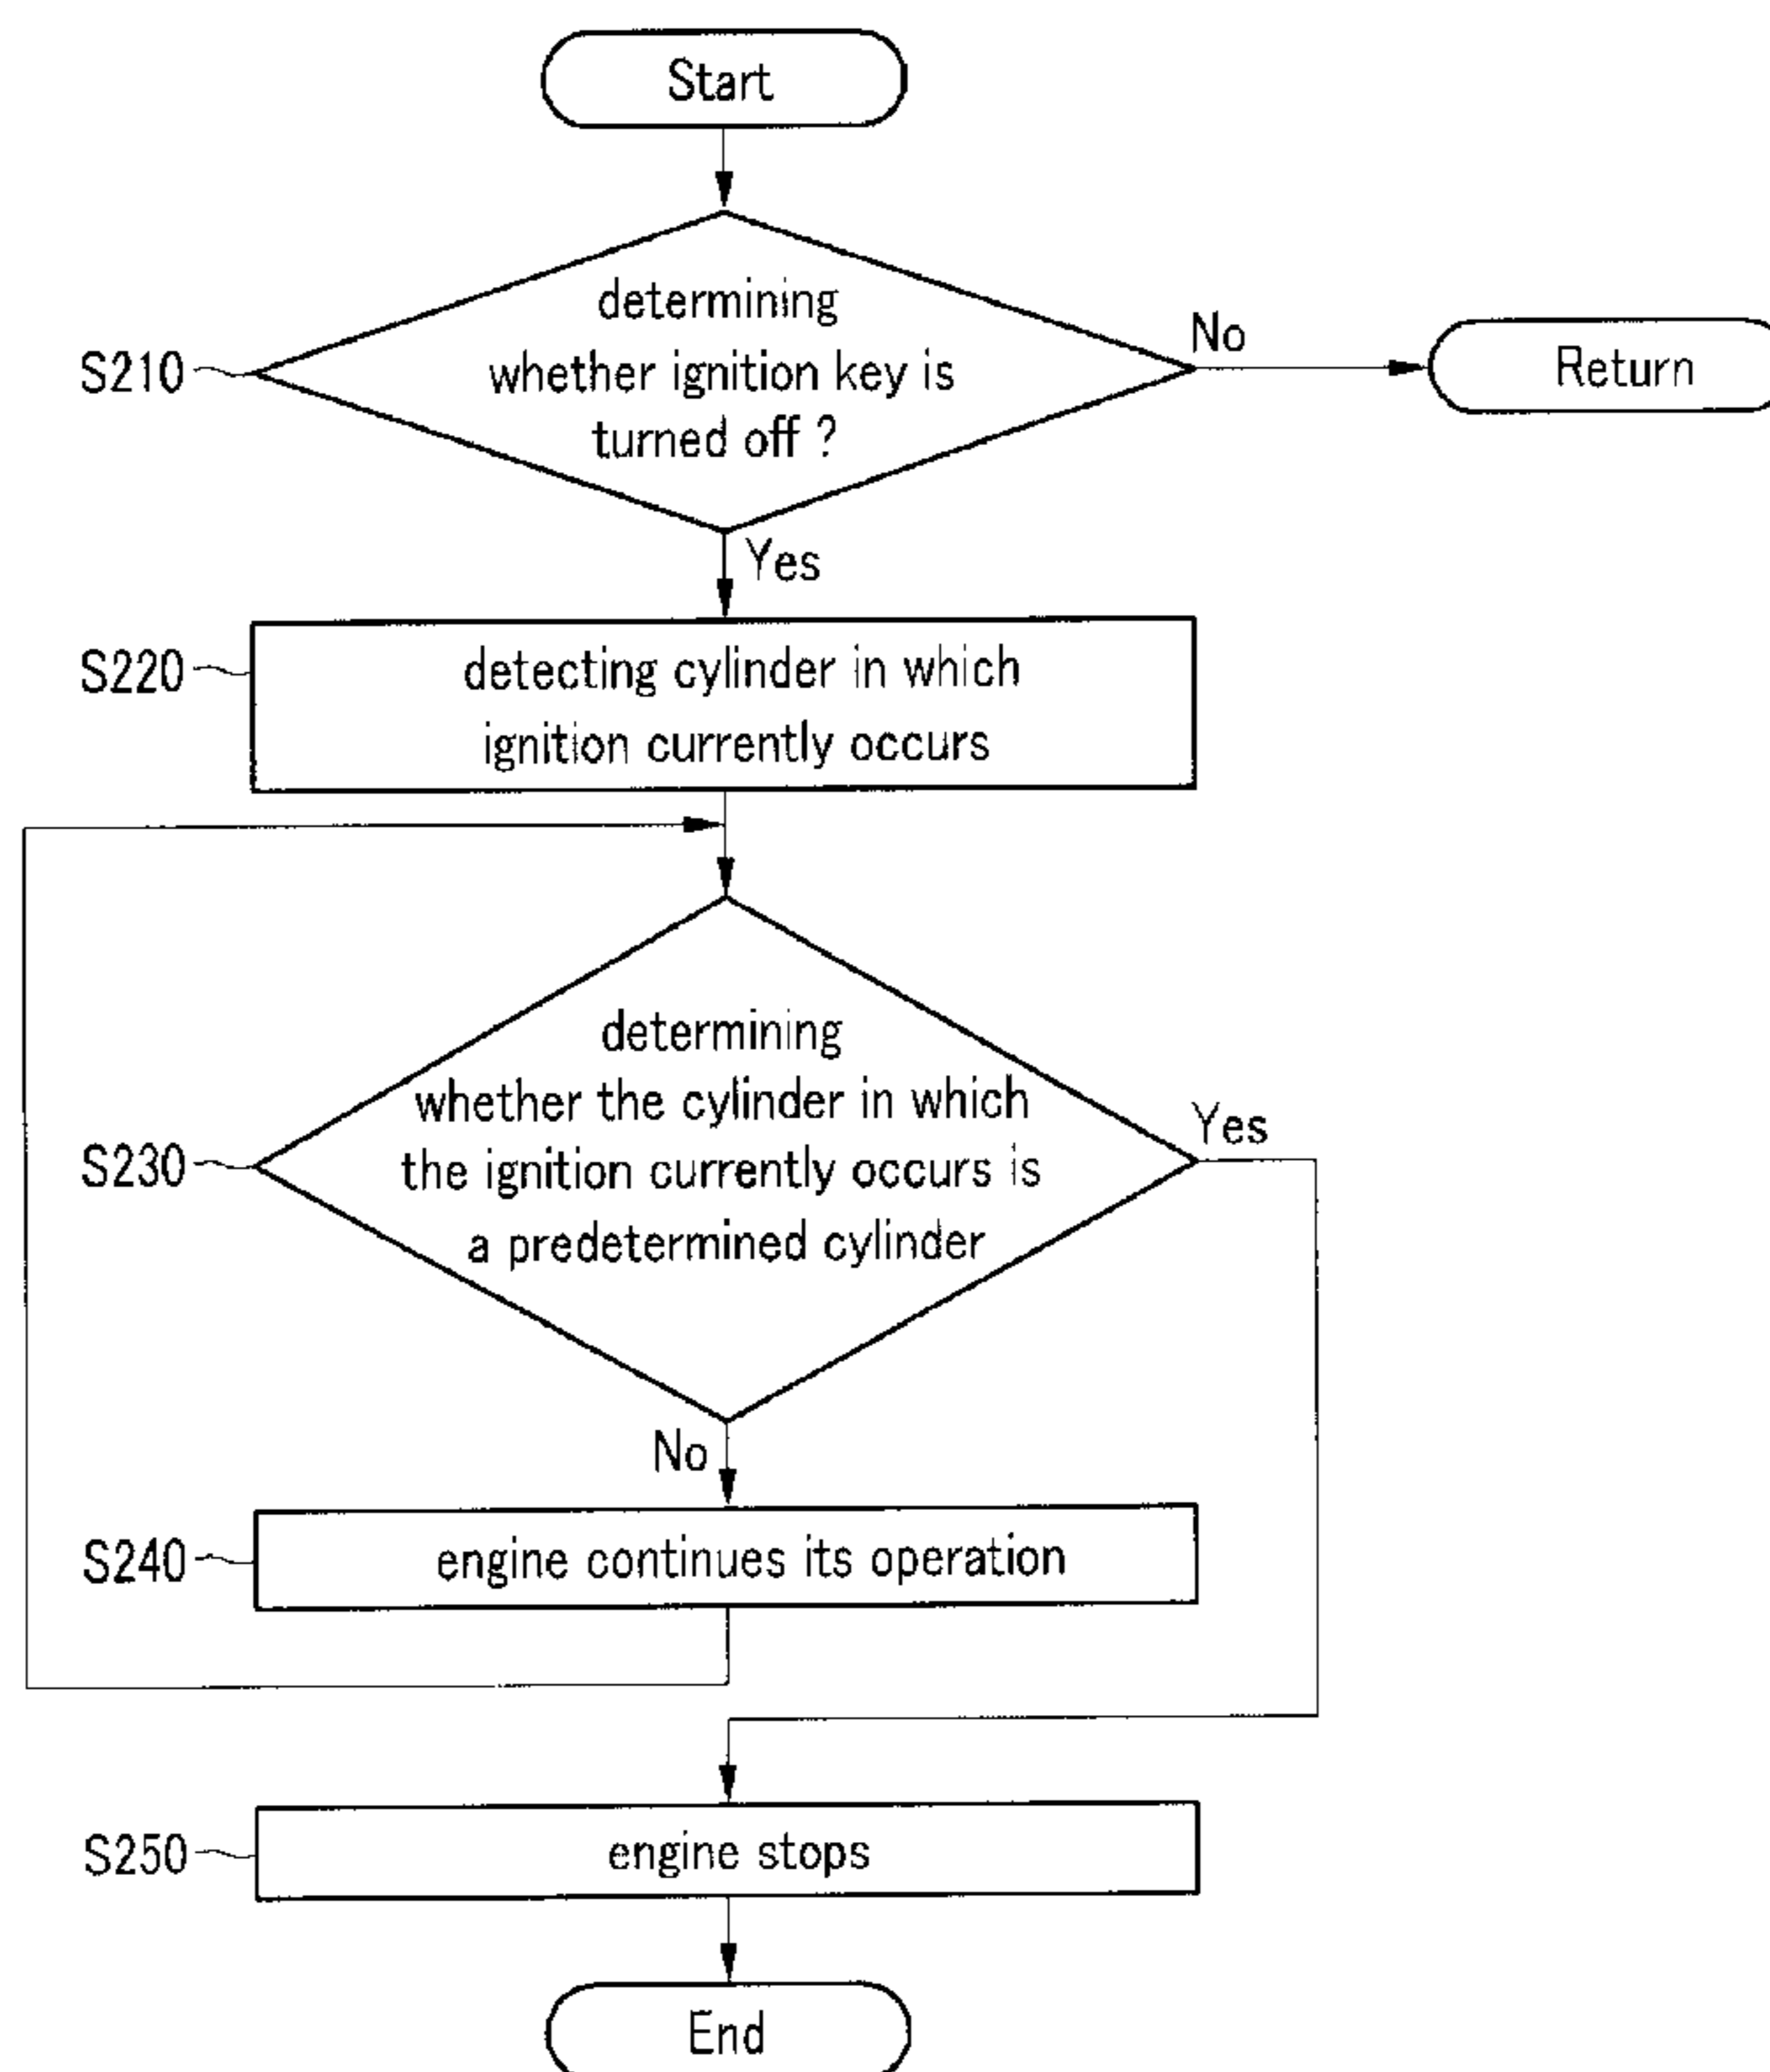 Start
determining
whether ignition key is
turned off ?
S210
No
Return
Yes
S220
detecting cylinder in which
ignition currently occurs
determining
whether the cylinder in which
the ignition currently occurs is
a predetermined cylinder
S230
Yes
No
S240
engine continues its operation
S250
engine stops
End